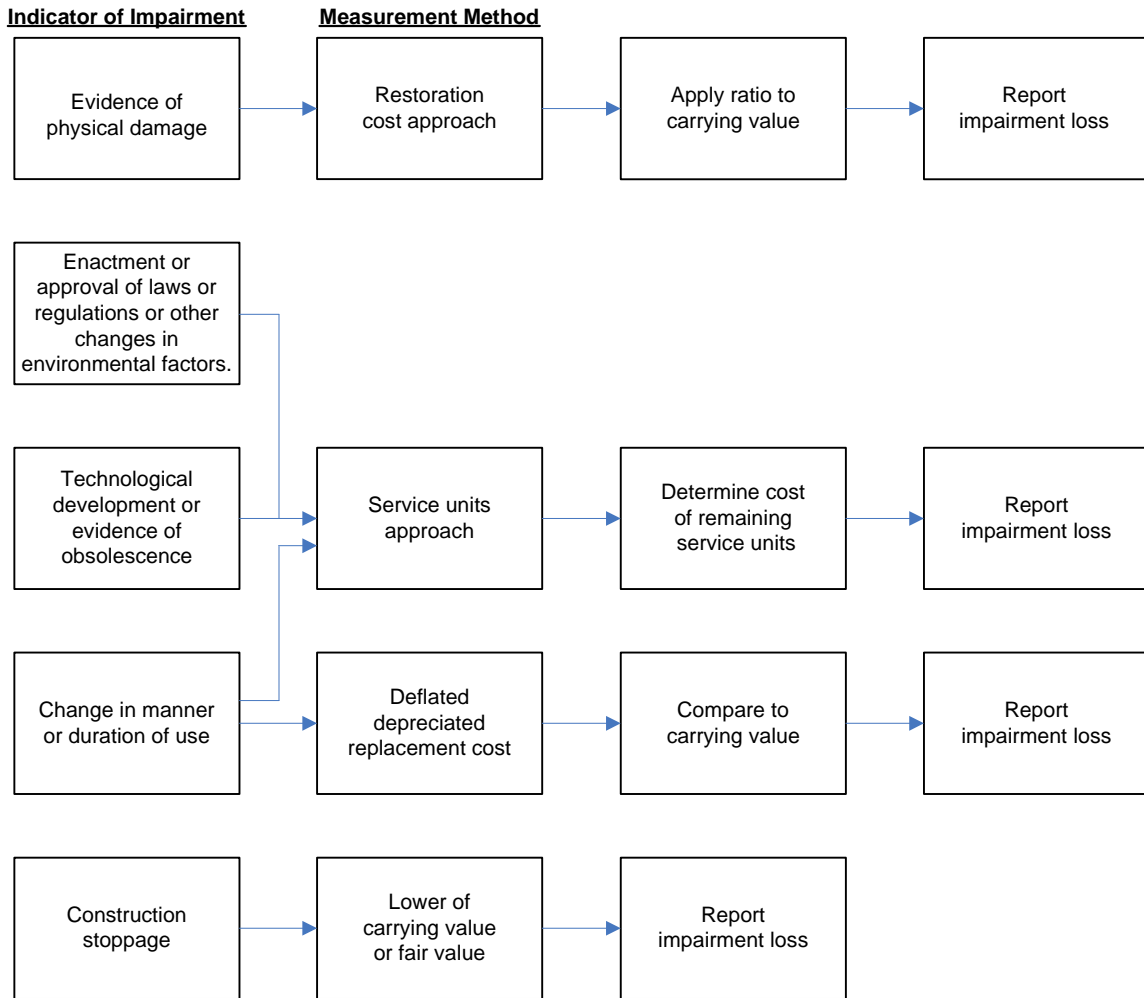 Indicator of Impairment
Measurement Method
Evidence of
physical damage
Restoration
cost approach
Apply ratio to
carrying value
Report
impairment loss
Enactment or
approval of laws or
regulations or other
changes in
environmental factors.
Technological
development or
evidence of
obsolescence
Service units
approach
Determine cost
of remaining
service units
Report
impairment loss
Change in manner
or duration of use
Deflated
depreciated
replacement cost
Compare to
carrying value
Report
impairment loss
Construction
stoppage
Lower of
carrying value
or fair value
Report
impairment loss